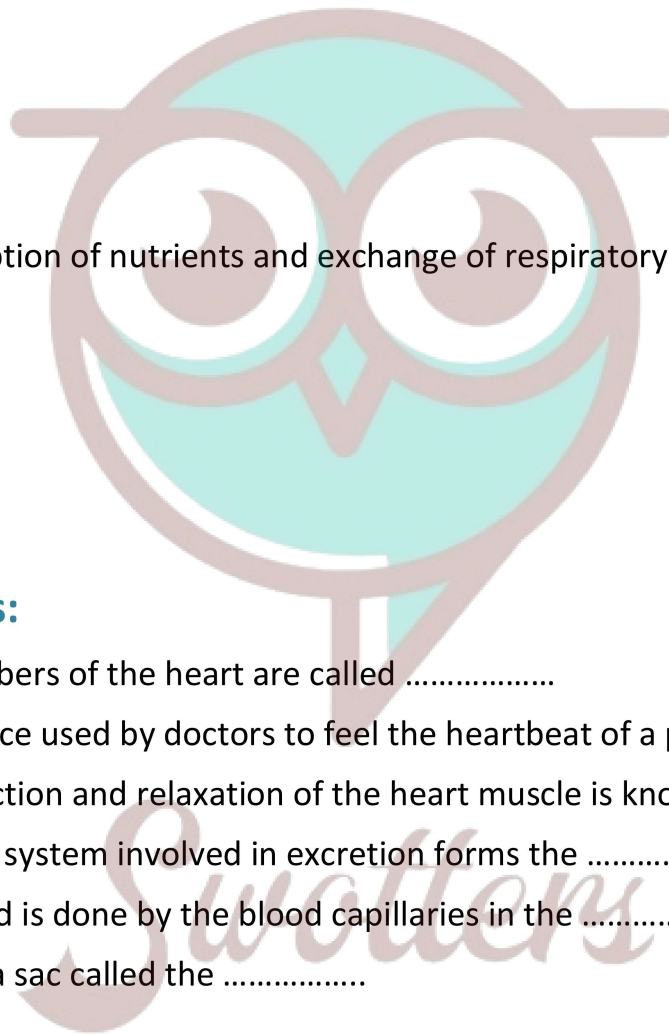 ption of nutrients and exchange of respiratory
s:
bers of the heart are called ..................
ce used by doctors to feel the heartbeat of a p
ction and relaxation of the heart muscle is kno
system involved in excretion forms the ..........
d is done by the blood capillaries in the ...........
a sac called the .................
Swotters